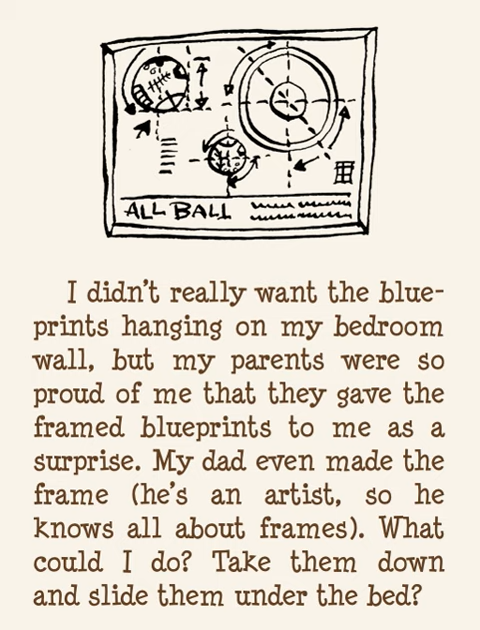 ALL BALL
I didn't really want the blue-
prints hanging on my bedroom
wall, but my parents were so
proud of me that they gave the
framed blueprints to me as a
surprise. My dad even made the
frame (he's an artist, so he
knows all about frames). What
could I do? Take them down
and slide them under the bed?